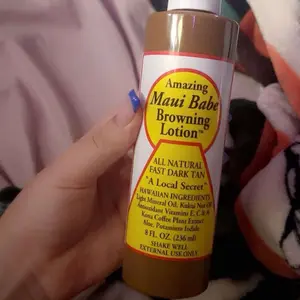 Amazing
Maui Babe
Browning
Lotion™
ALL NATURAL
FAST DARK TAN
"A Local Secret"
HAWAIIAN INGREDIENTS
Light Mineral Oil, Kukui Nut Oil
Antioxidant Vitamins E, C & A
Kona Coffee Plant Extract
Aloe, Potassium Iodide
8 FL. OZ. (236 ml)
SHAKE WELL
EXTERNAL USE ONLY